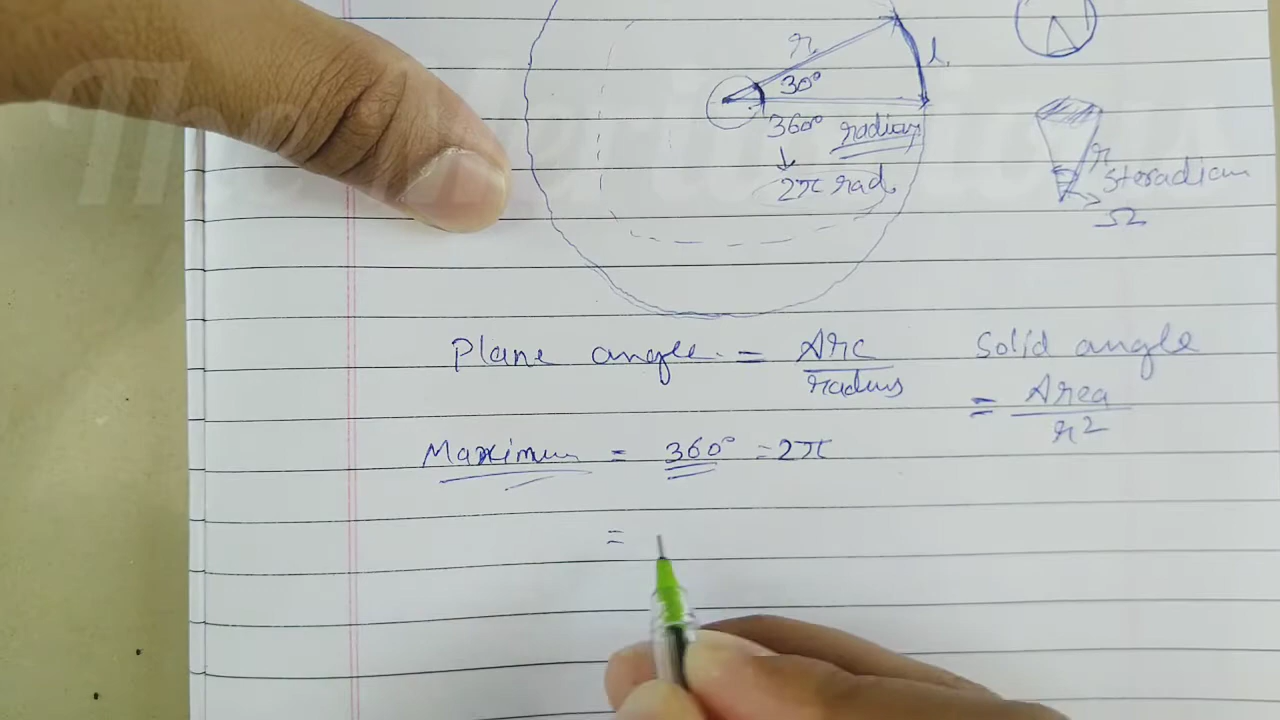 r
l
30°
360° radian
2π rad
r
steradian
Ω
Plane angle = Arc
radius
Solid angle
= Area
r²
Maximum = 360° = 2π
=